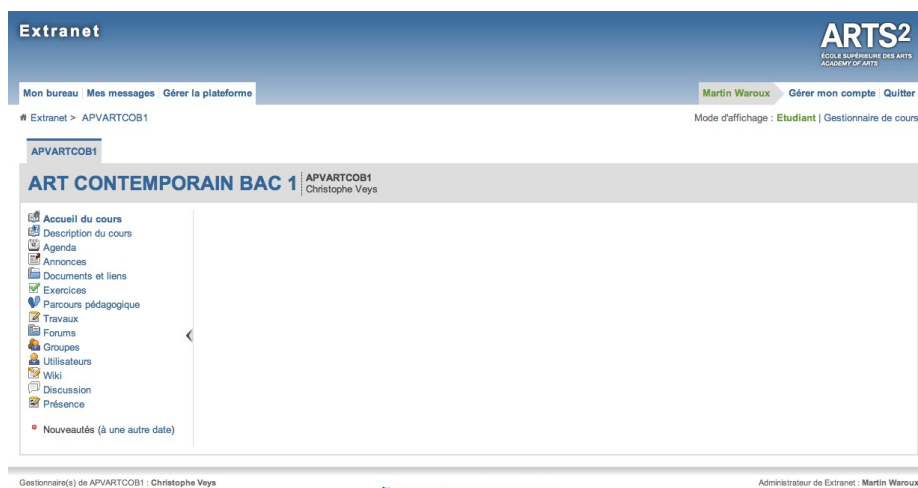 Extranet
ARTS2
ÉCOLE SUPÉRIEURE DES ARTS
ACADEMY OF ARTS
Mon bureau Mes messages Gérer la plateforme
Martin Waroux Gérer mon compte Quitter
Extranet > APVARTCOB1
Mode d'affichage : Etudiant | Gestionnaire de cours
APVARTCOB1
ART CONTEMPORAIN BAC 1
APVARTCOB1
Christophe Veys
Accueil du cours
Description du cours
Agenda
Annonces
Documents et liens
Exercices
Parcours pédagogique
Travaux
Forums
Groupes
Utilisateurs
Wiki
Discussion
Présence
Nouveautés (à une autre date)
Gestionnaire(s) de APVARTCOB1 : Christophe Veys
Administrateur de Extranet : Martin Waroux